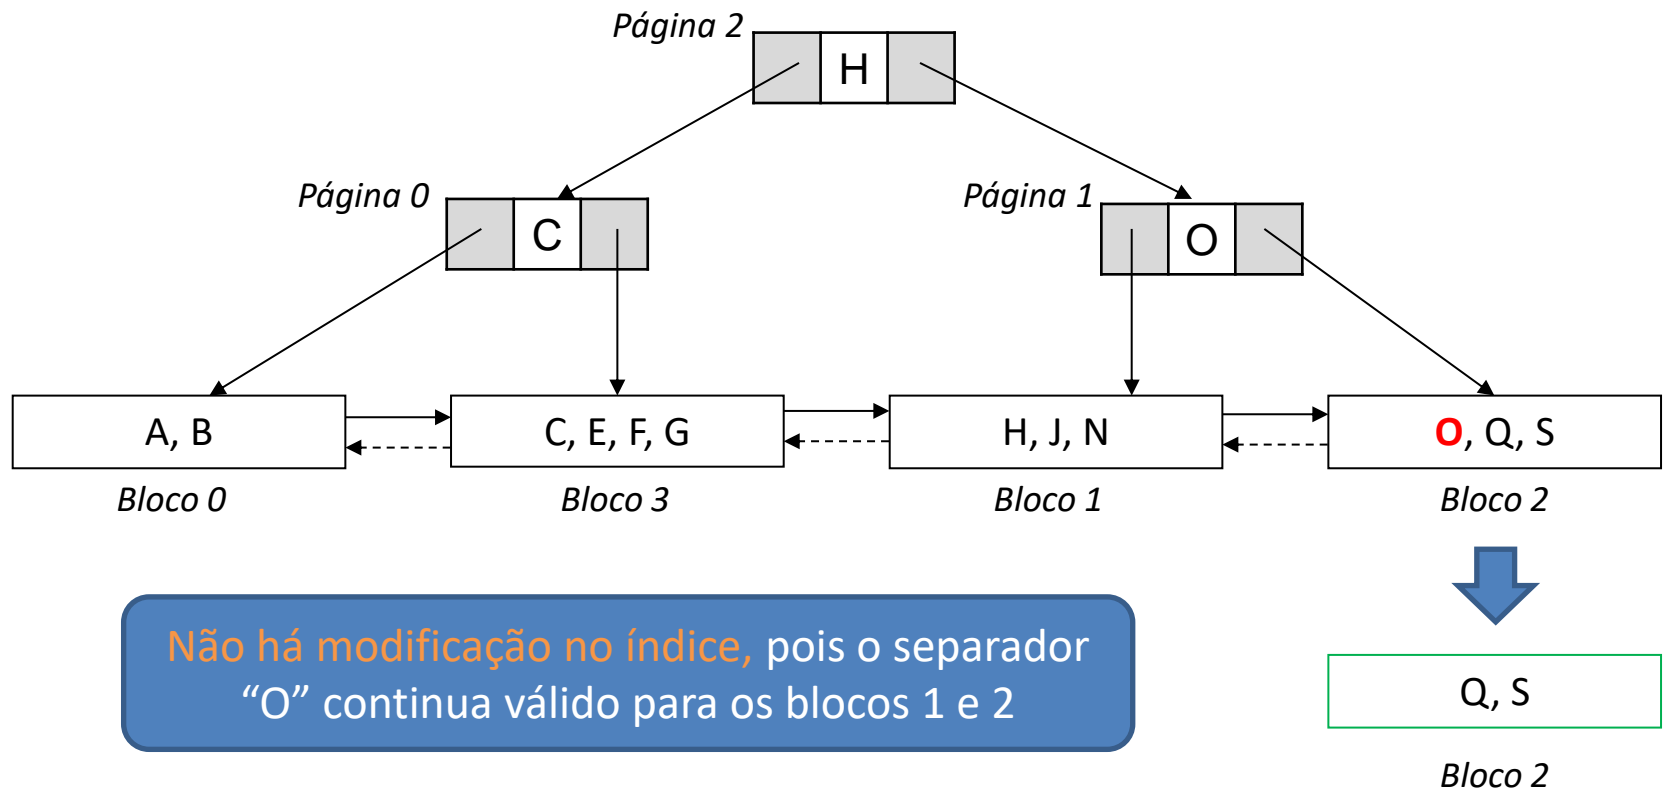 Página 2
H
Página 0
C
Página 1
O
A, B
C, E, F, G
H, J, N
O, Q, S
Bloco 0
Bloco 3
Bloco 1
Bloco 2
Não há modificação no índice, pois o separador
“O” continua válido para os blocos 1 e 2
Q, S
Bloco 2